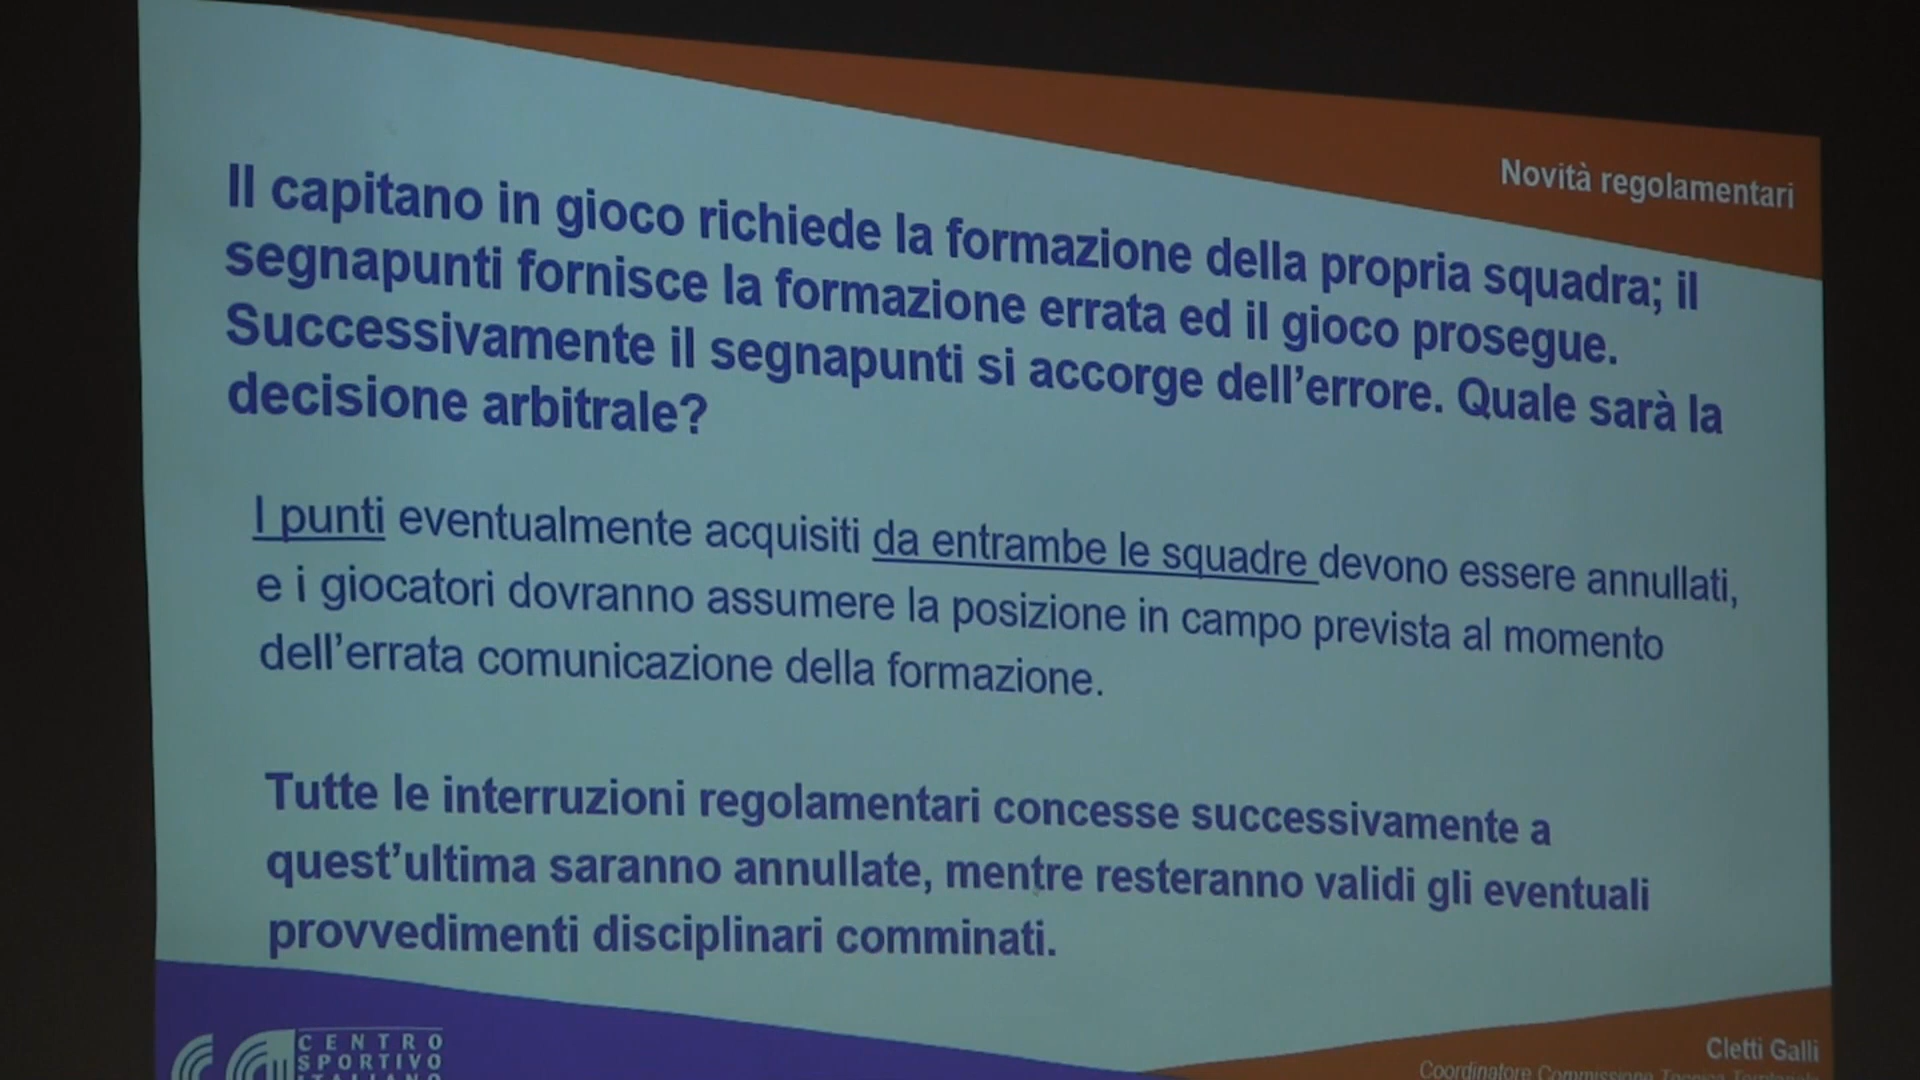 Novità regolamentari
Il capitano in gioco richiede la formazione della propria squadra; il
segnapunti fornisce la formazione errata ed il gioco prosegue.
Successivamente il segnapunti si accorge dell'errore. Quale sarà la
decisione arbitrale?
I punti eventualmente acquisiti da entrambe le squadre devono essere annullati,
e i giocatori dovranno assumere la posizione in campo prevista al momento
dell'errata comunicazione della formazione.
Tutte le interruzioni regolamentari concesse successivamente a
quest'ultima saranno annullate, mentre resteranno validi gli eventuali
provvedimenti disciplinari comminati.
CENTRO
SPORTIVO
ITALIANO
Cletti Galli
Coordinatore Commissione Tecnica